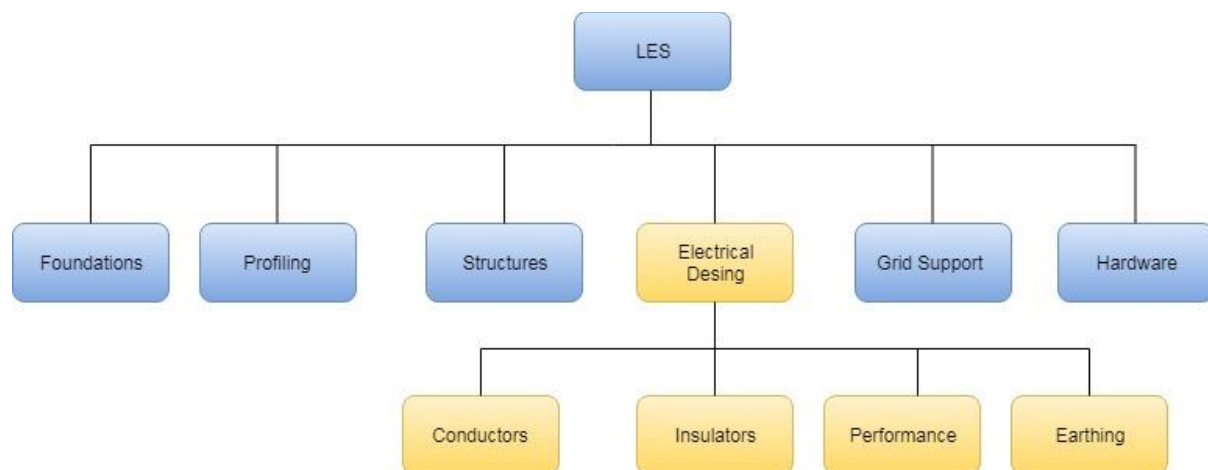 LES
Foundations
Profiling
Structures
Electrical
Desing
Grid Support
Hardware
Conductors
Insulators
Performance
Earthing